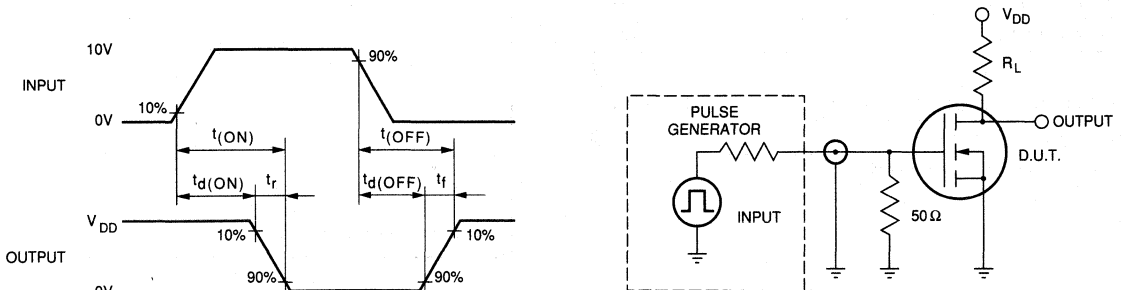 10V
90%
INPUT
10%
0V
t(ON)
t(OFF)
td(ON)
tr
td(OFF)
tf
VDD
10%
10%
OUTPUT
90%
90%
0V
VDD
RL
PULSE
GENERATOR
OUTPUT
D.U.T.
INPUT
50Ω